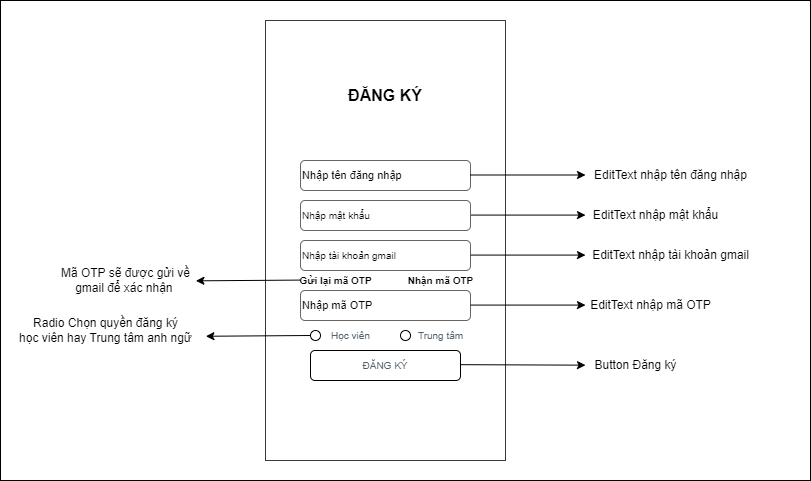 ĐĂNG KÝ
Nhập tên đăng nhập
EditText nhập tên đăng nhập
Nhập mật khẩu
EditText nhập mật khẩu
Nhập tài khoản gmail
EditText nhập tài khoản gmail
Mã OTP sẽ được gửi về
gmail để xác nhận
Gửi lại mã OTP
Nhận mã OTP
Nhập mã OTP
EditText nhập mã OTP
Radio Chọn quyền đăng ký
học viên hay Trung tâm anh ngữ
Học viên
Trung tâm
ĐĂNG KÝ
Button Đăng ký